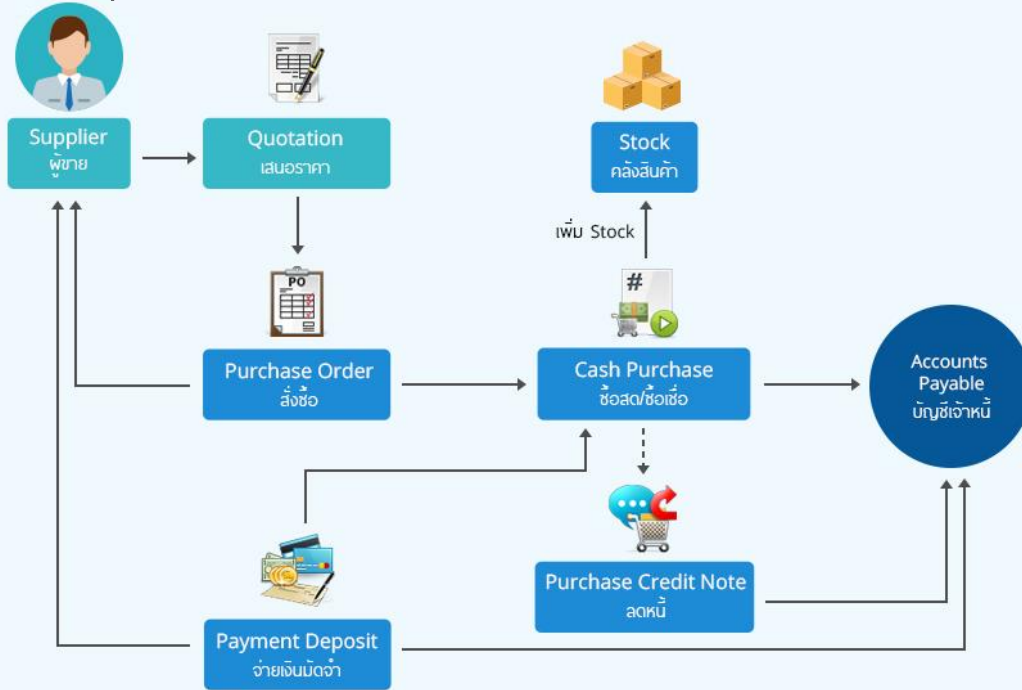 Supplier
ผู้ขาย
Quotation
เสนอราคา
Stock
คลังสินค้า
เพิ่ม Stock
PO
#
Purchase Order
สั่งซื้อ
Cash Purchase
ซื้อสด/ซื้อเชื่อ
Accounts
Payable
บัญชีเจ้าหนี้
Purchase Credit Note
ลดหนี้
Payment Deposit
จ่ายเงินมัดจำ